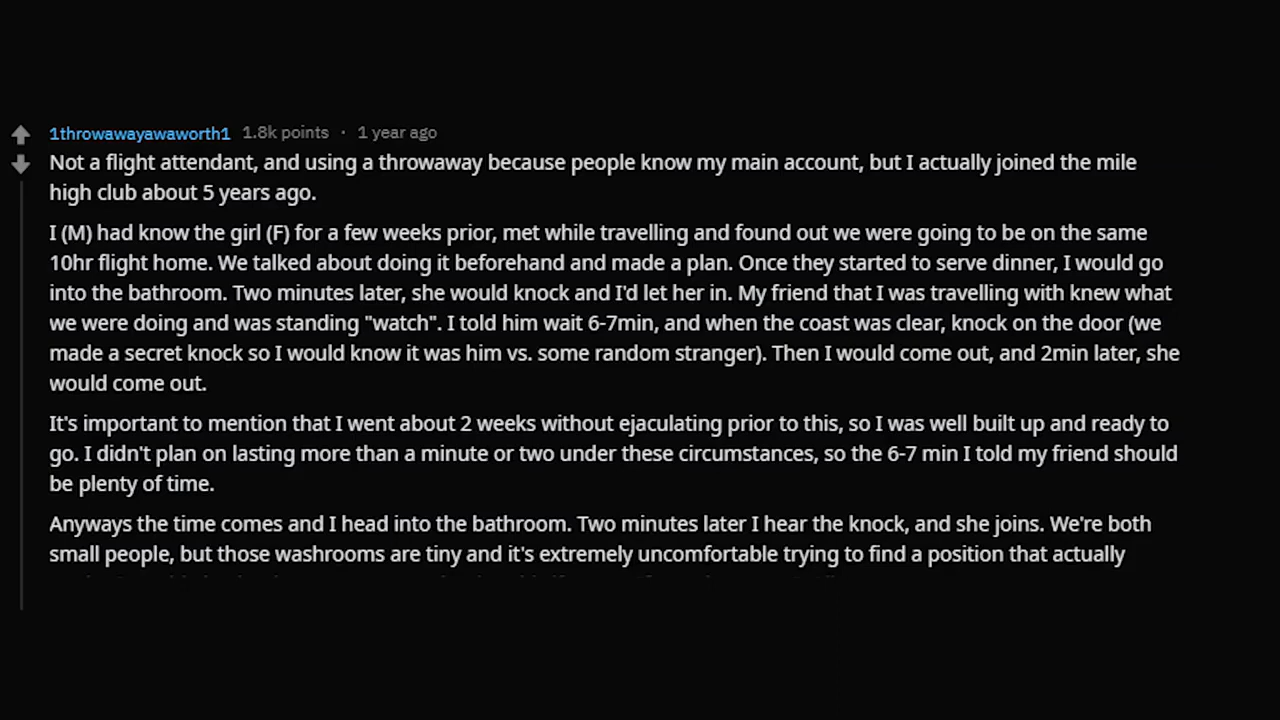 1throwawayawaworth1 1.8k points · 1 year ago
Not a flight attendant, and using a throwaway because people know my main account, but I actually joined the mile
high club about 5 years ago.
I (M) had know the girl (F) for a few weeks prior, met while travelling and found out we were going to be on the same
10hr flight home. We talked about doing it beforehand and made a plan. Once they started to serve dinner, I would go
into the bathroom. Two minutes later, she would knock and I'd let her in. My friend that I was travelling with knew what
we were doing and was standing "watch". I told him wait 6-7min, and when the coast was clear, knock on the door (we
made a secret knock so I would know it was him vs. some random stranger). Then I would come out, and 2min later, she
would come out.
It's important to mention that I went about 2 weeks without ejaculating prior to this, so I was well built up and ready to
go. I didn't plan on lasting more than a minute or two under these circumstances, so the 6-7 min I told my friend should
be plenty of time.
Anyways the time comes and I head into the bathroom. Two minutes later I hear the knock, and she joins. We're both
small people, but those washrooms are tiny and it's extremely uncomfortable trying to find a position that actually